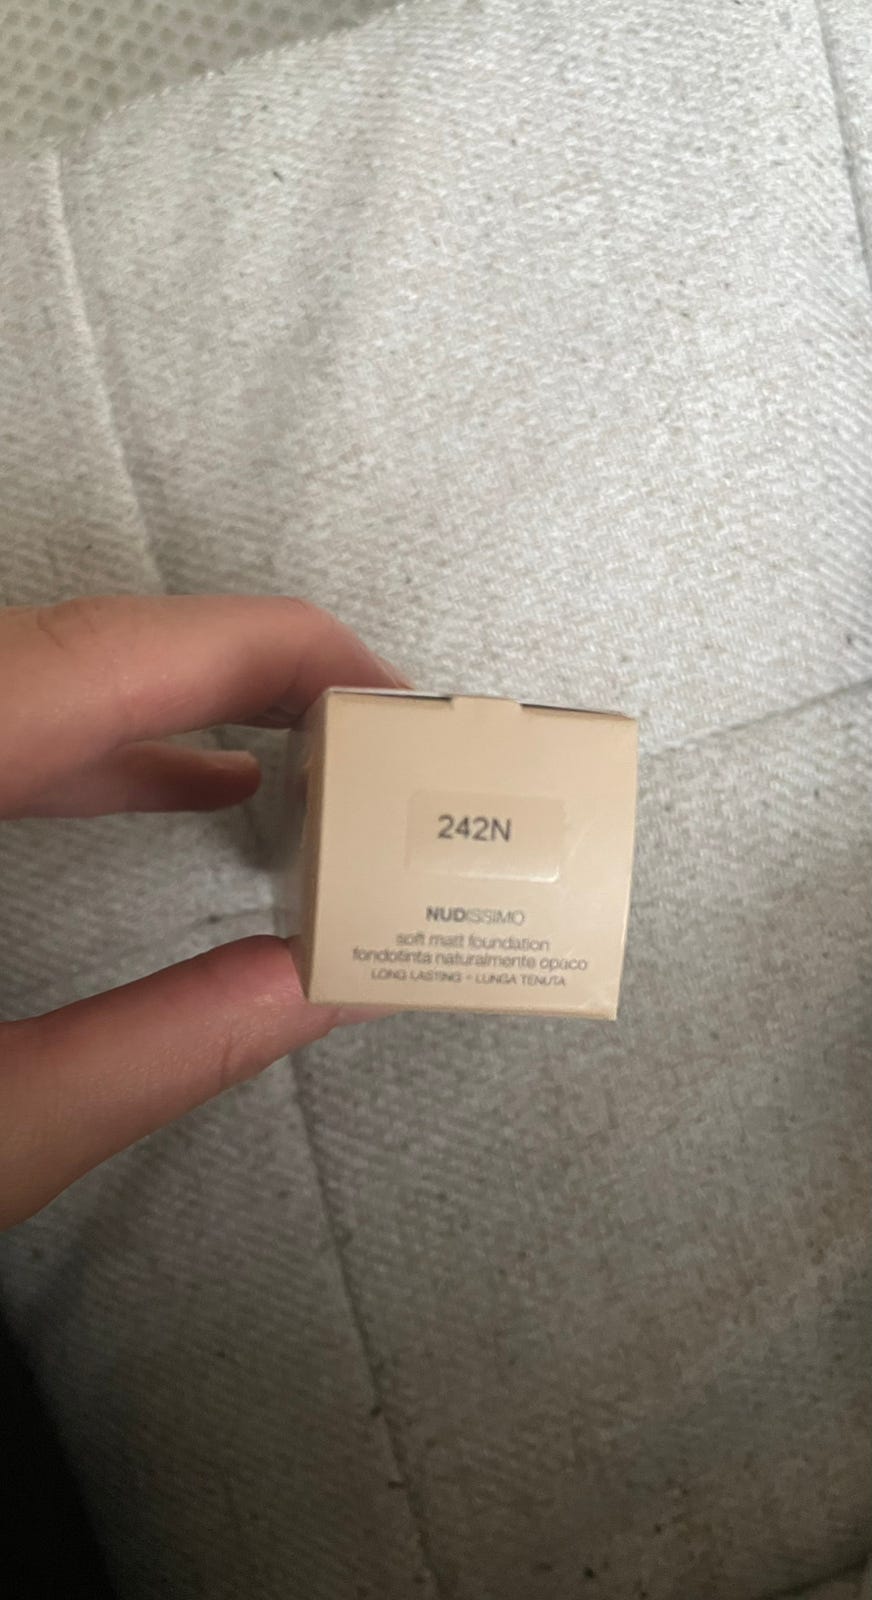 242N
NUDISSIMO
soft matt foundation
fondotinta naturalmente opaco
LONG LASTING - LUNGA TENUTA